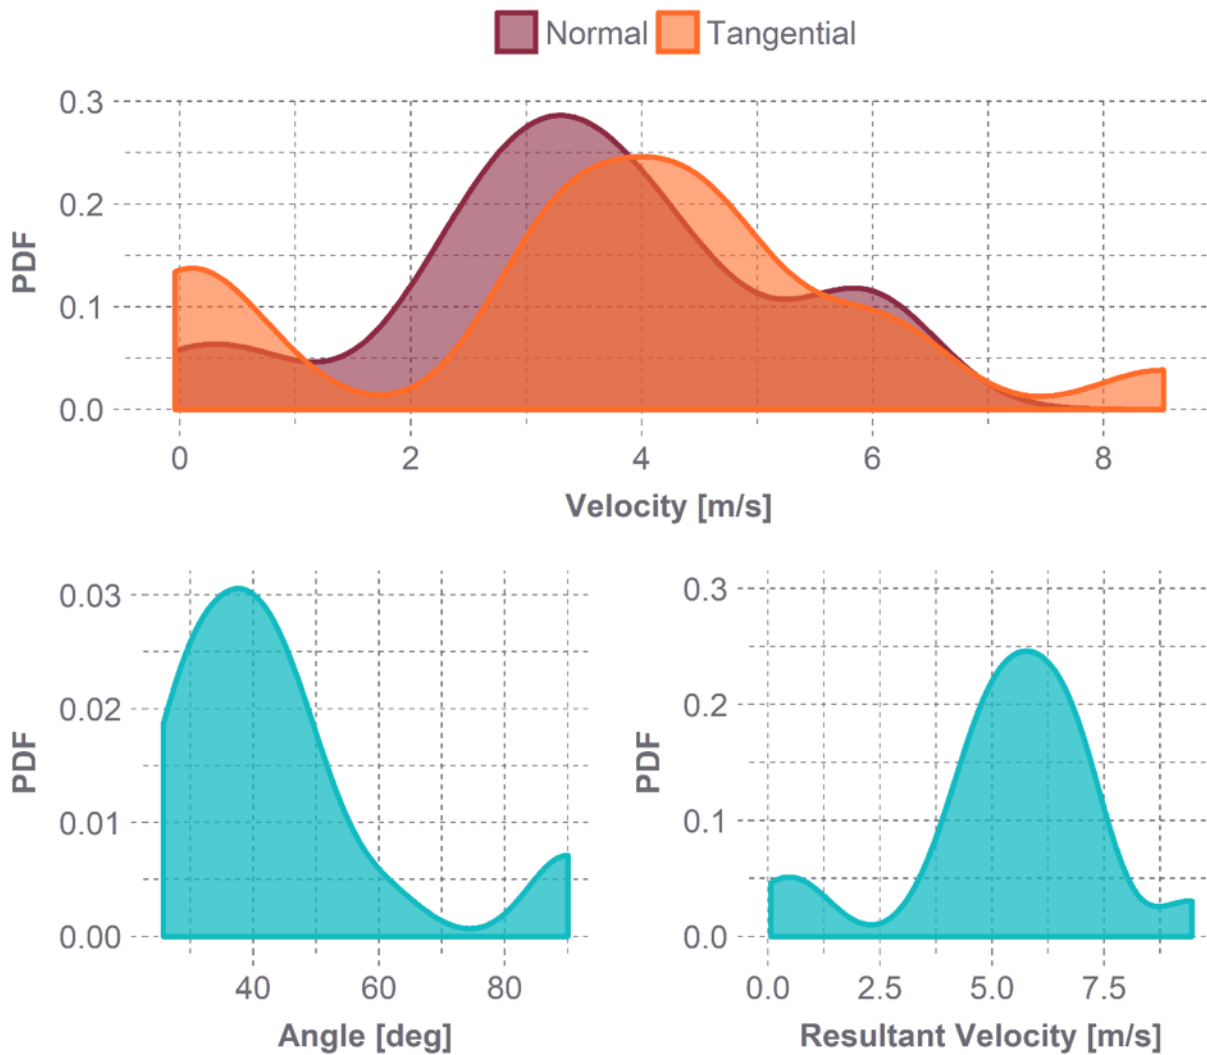 Normal Tangential
0.3
0.2
0.1
0.0
PDF
0 2 4 6 8
Velocity [m/s]
0.03
0.02
0.01
0.00
PDF
40 60 80
Angle [deg]
0.3
0.2
0.1
0.0
PDF
0.0 2.5 5.0 7.5
Resultant Velocity [m/s]